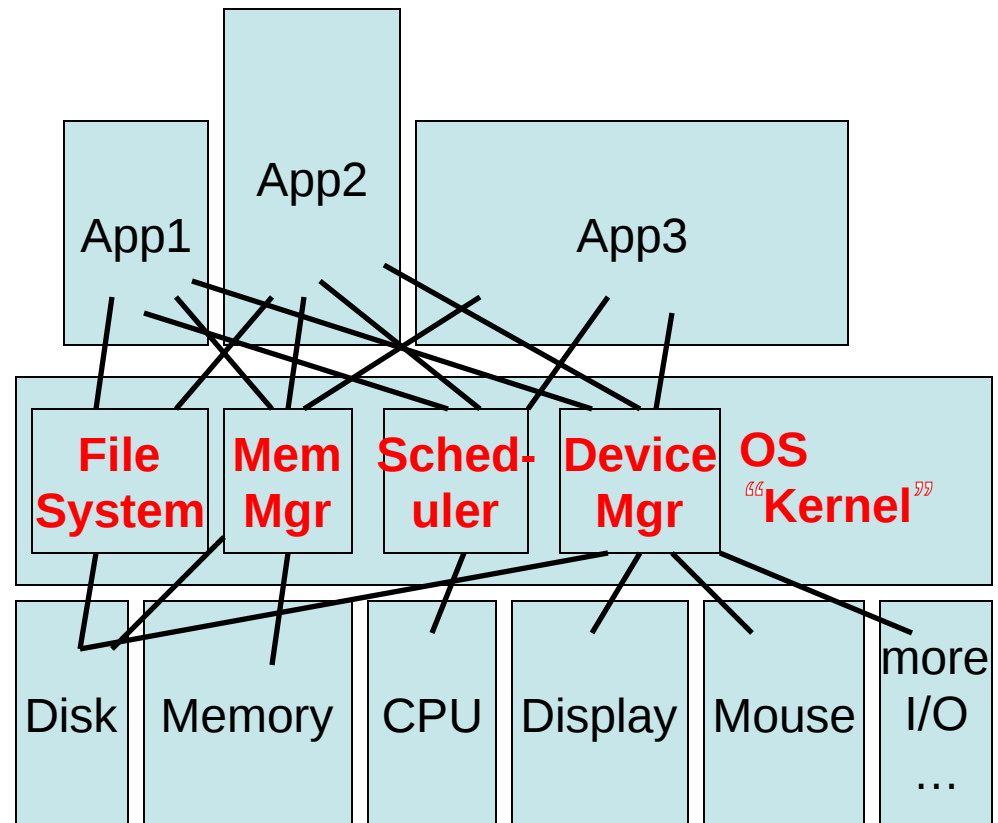 App2
App1
App3
File
System
Mem
Mgr
Sched-
uler
Device
Mgr
OS
“Kernel”
Disk
Memory
CPU
Display
Mouse
more
I/O
…